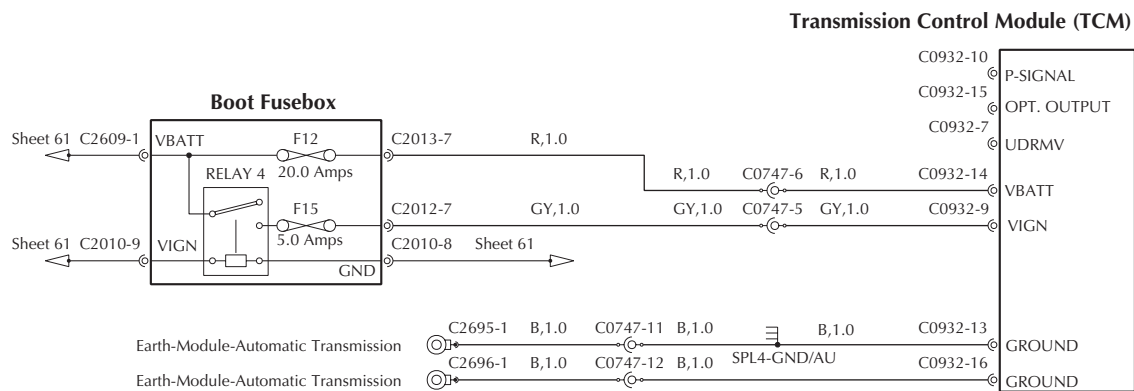 Transmission Control Module (TCM)
C0932-10
P-SIGNAL
C0932-15
OPT. OUTPUT
C0932-7
UDRMV
Boot Fusebox
Sheet 61 C2609-1 VBATT F12 C2013-7 R,1.0
20.0 Amps
RELAY 4
R,1.0 C0747-6 R,1.0 C0932-14
VBATT
F15 C2012-7 GY,1.0 GY,1.0 C0747-5 GY,1.0 C0932-9
5.0 Amps
VIGN
Sheet 61 C2010-9 VIGN C2010-8 Sheet 61
GND
C2695-1 B,1.0 C0747-11 B,1.0 B,1.0 C0932-13
Earth-Module-Automatic Transmission GROUND
SPL4-GND/AU
C2696-1 B,1.0 C0747-12 B,1.0 C0932-16
Earth-Module-Automatic Transmission GROUND